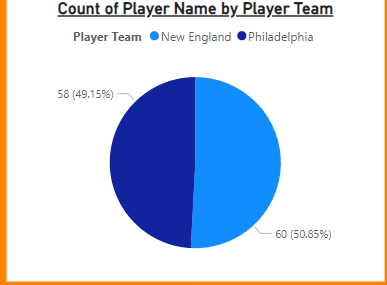 Count of Player Name by Player Team
Player Team New England Philadelphia
58 (49.15%)
60 (50.85%)